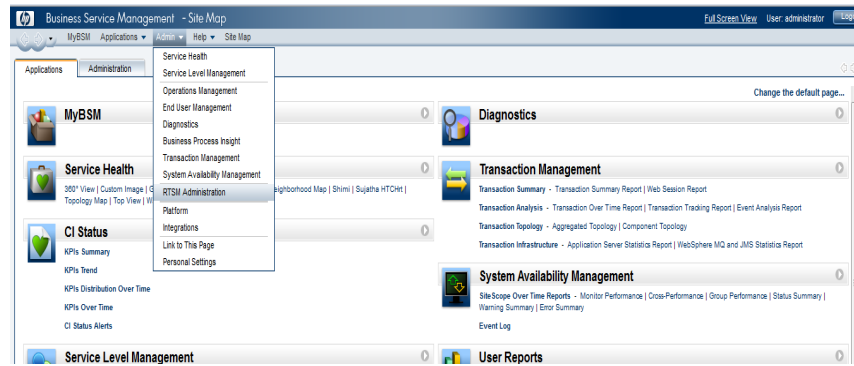 hp Business Service Management - Site Map
Full Screen View User: administrator Log
MyBSM Applications Admin Help Site Map
Applications Administration
Service Health
Service Level Management
Operations Management
End User Management
Diagnostics
Business Process Insight
Transaction Management
System Availability Management
RTSM Administration
Platform
Integrations
Link to This Page
Personal Settings
Change the default page...
MyBSM
Service Health
360° View | Custom Image | G
eighborhood Map | Shimi | Sujatha HTCHrt |
Topology Map | Top View | W
CI Status
KPIs Summary
KPIs Trend
KPIs Distribution Over Time
KPIs Over Time
CI Status Alerts
Service Level Management
Diagnostics
Transaction Management
Transaction Summary - Transaction Summary Report | Web Session Report
Transaction Analysis - Transaction Over Time Report | Transaction Tracking Report | Event Analysis Report
Transaction Topology - Aggregated Topology | Component Topology
Transaction Infrastructure - Application Server Statistics Report | WebSphere MQ and JMS Statistics Report
System Availability Management
SiteScope Over Time Reports - Monitor Performance | Cross-Performance | Group Performance | Status Summary |
Warning Summary | Error Summary
Event Log
User Reports